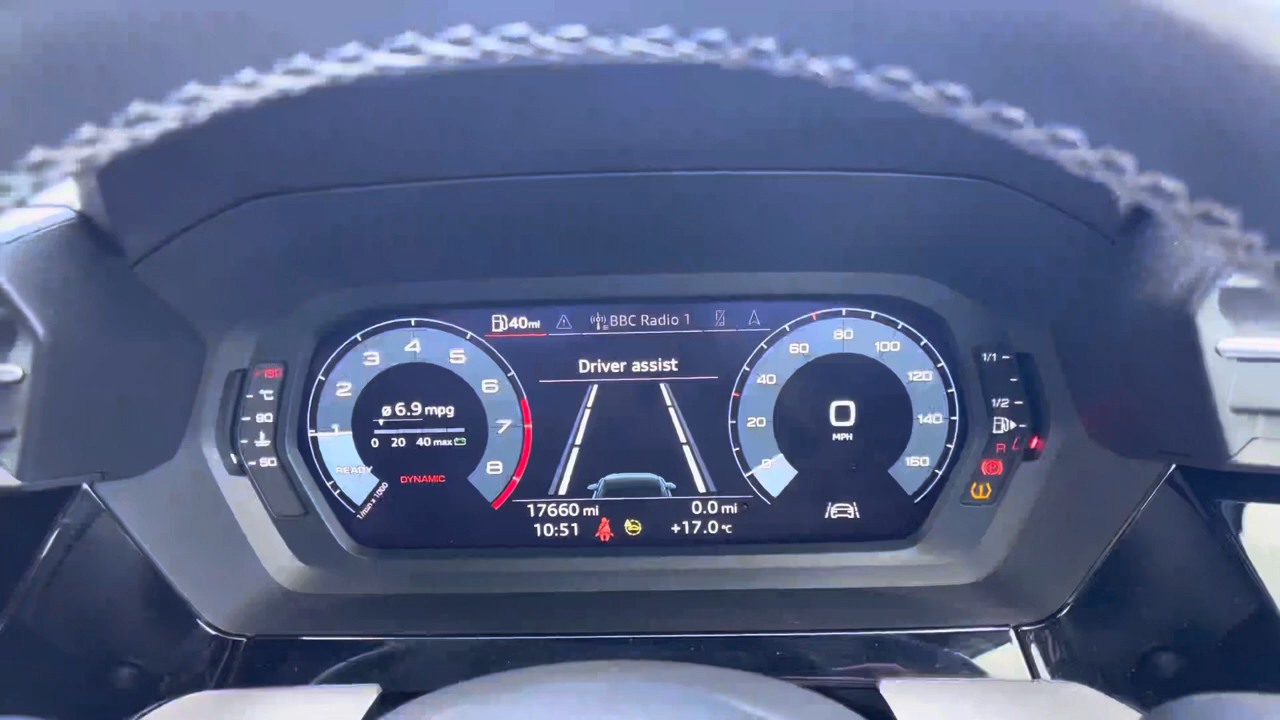 40mi
BBC Radio 1
Driver assist
130
°C
90
50
1
2
3
4
5
6
7
8
ø 6.9 mpg
0 20 40 max
READY
DYNAMIC
1/min x 1000
17660 mi
0.0 mi
10:51
+17.0 °C
0
20
40
60
80
100
120
140
160
0
MPH
1/1
1/2
R